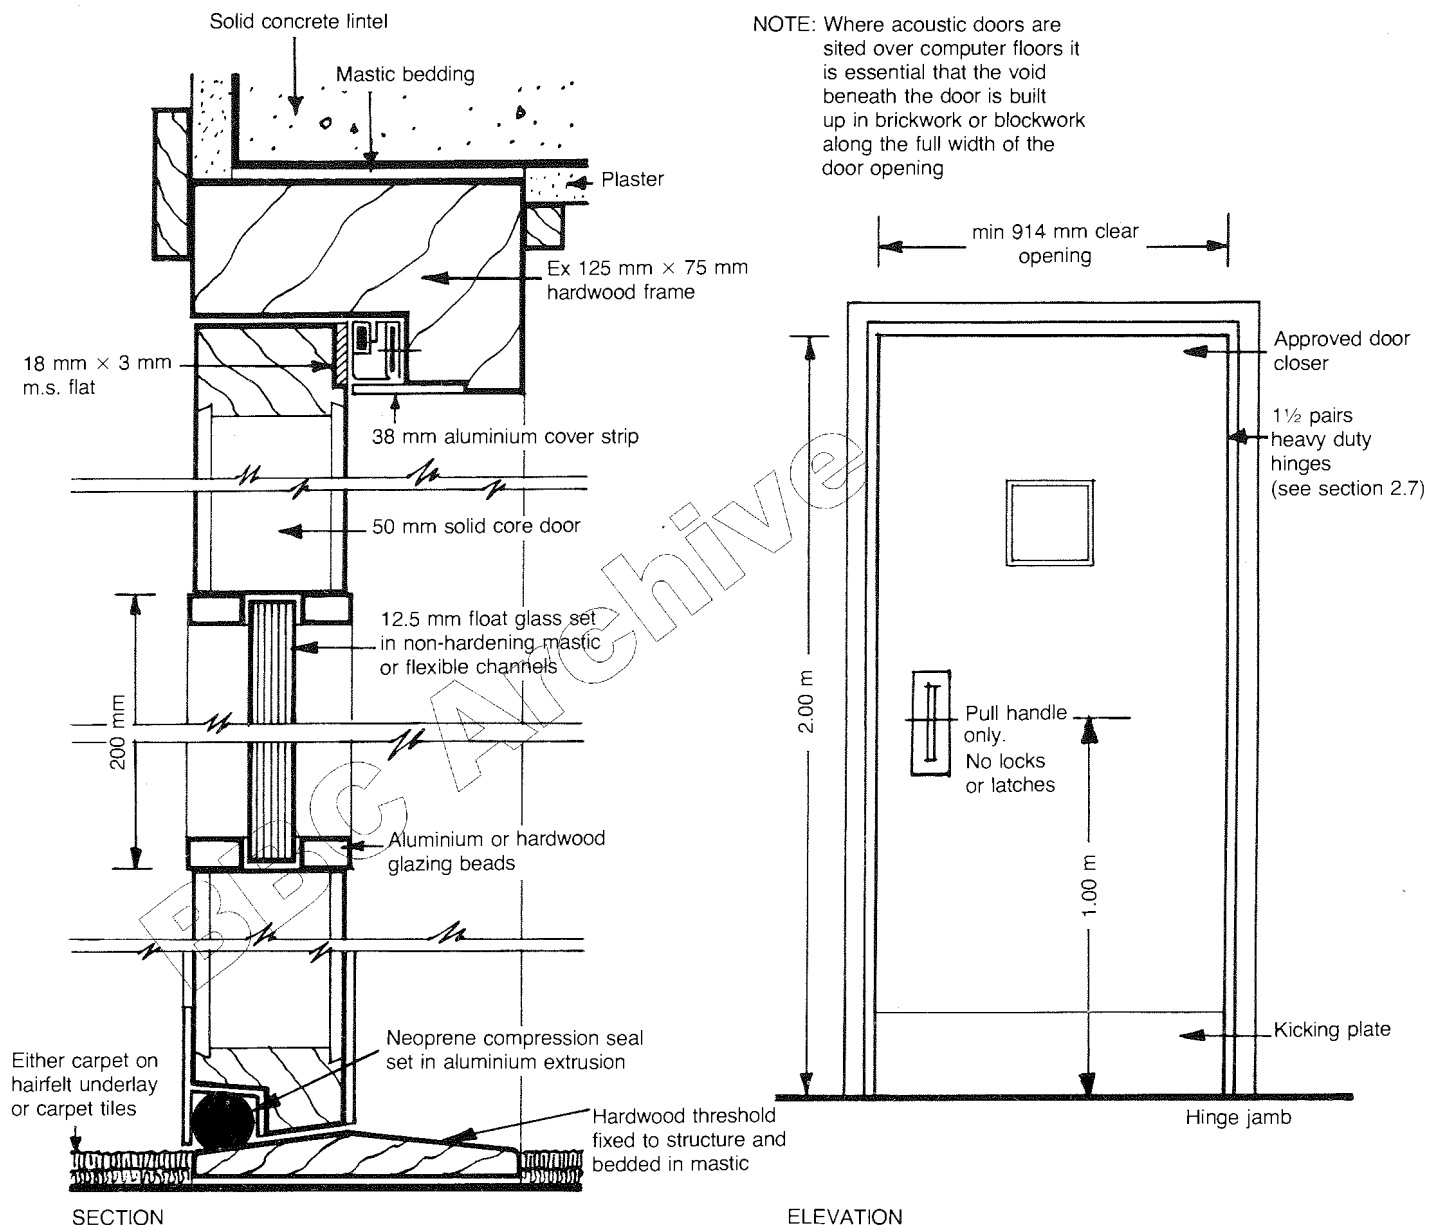 Solid concrete lintel
Mastic bedding
Plaster
Ex 125 mm × 75 mm
hardwood frame
18 mm × 3 mm
m.s. flat
38 mm aluminium cover strip
50 mm solid core door
12.5 mm float glass set
in non-hardening mastic
or flexible channels
200 mm
Aluminium or hardwood
glazing beads
Neoprene compression seal
set in aluminium extrusion
Either carpet on
hairfelt underlay
or carpet tiles
Hardwood threshold
fixed to structure and
bedded in mastic
SECTION
NOTE: Where acoustic doors are
sited over computer floors it
is essential that the void
beneath the door is built
up in brickwork or blockwork
along the full width of the
door opening
min 914 mm clear
opening
Approved door
closer
1½ pairs
heavy duty
hinges
(see section 2.7)
2.00 m
Pull handle
only.
No locks
or latches
1.00 m
Kicking plate
Hinge jamb
ELEVATION
BBC Archive